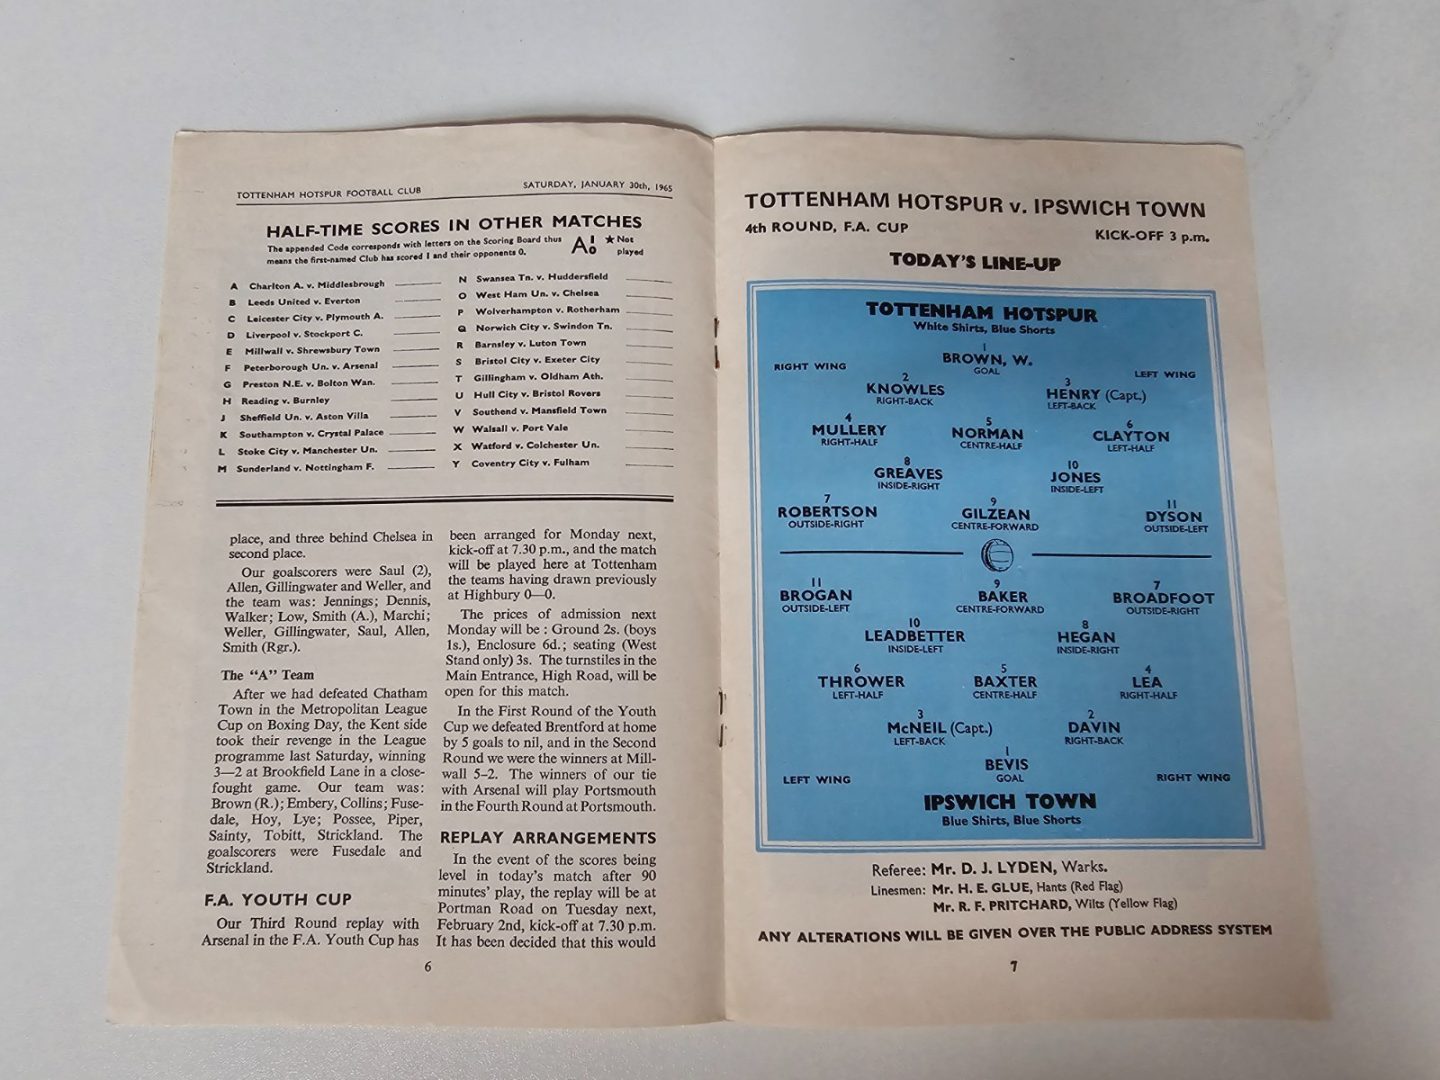 TOTTENHAM HOTSPUR FOOTBALL CLUB
SATURDAY, JANUARY 30th, 1965
HALF-TIME SCORES IN OTHER MATCHES
The appended Code corresponds with letters on the Scoring Board thus
means the first-named Club has scored 1 and their opponents 0.
A 1 0
★ Not played
A Charlton A. v. Middlesbrough
B Leeds United v. Everton
C Leicester City v. Plymouth A.
D Liverpool v. Stockport C.
E Millwall v. Shrewsbury Town
F Peterborough Un. v. Arsenal
G Preston N.E. v. Bolton Wan.
H Reading v. Burnley
J Sheffield Un. v. Aston Villa
K Southampton v. Crystal Palace
L Stoke City v. Manchester Un.
M Sunderland v. Nottingham F.
N Swansea Tn. v. Huddersfield
O West Ham Un. v. Chelsea
P Wolverhampton v. Rotherham
Q Norwich City v. Swindon Tn.
R Barnsley v. Luton Town
S Bristol City v. Exeter City
T Gillingham v. Oldham Ath.
U Hull City v. Bristol Rovers
V Southend v. Mansfield Town
W Walsall v. Port Vale
X Watford v. Colchester Un.
Y Coventry City v. Fulham
place, and three behind Chelsea in
second place.
Our goalscorers were Saul (2),
Allen, Gillingwater and Weller, and
the team was: Jennings; Dennis,
Walker; Low, Smith (A.), Marchi;
Weller, Gillingwater, Saul, Allen,
Smith (Rgr.).
The "A" Team
After we had defeated Chatham
Town in the Metropolitan League
Cup on Boxing Day, the Kent side
took their revenge in the League
programme last Saturday, winning
3—2 at Brookfield Lane in a close-
fought game. Our team was:
Brown (R.); Embery, Collins; Fuse-
dale, Hoy, Lye; Possee, Piper,
Sainty, Tobitt, Strickland. The
goalscorers were Fusedale and
Strickland.
F.A. YOUTH CUP
Our Third Round replay with
Arsenal in the F.A. Youth Cup has
been arranged for Monday next,
kick-off at 7.30 p.m., and the match
will be played here at Tottenham
the teams having drawn previously
at Highbury 0—0.
The prices of admission next
Monday will be : Ground 2s. (boys
1s.), Enclosure 6d.; seating (West
Stand only) 3s. The turnstiles in the
Main Entrance, High Road, will be
open for this match.
In the First Round of the Youth
Cup we defeated Brentford at home
by 5 goals to nil, and in the Second
Round we were the winners at Mill-
wall 5-2. The winners of our tie
with Arsenal will play Portsmouth
in the Fourth Round at Portsmouth.
REPLAY ARRANGEMENTS
In the event of the scores being
level in today's match after 90
minutes' play, the replay will be at
Portman Road on Tuesday next,
February 2nd, kick-off at 7.30 p.m.
It has been decided that this would
6
TOTTENHAM HOTSPUR v. IPSWICH TOWN
4th ROUND, F.A. CUP
KICK-OFF 3 p.m.
TODAY'S LINE-UP
TOTTENHAM HOTSPUR
White Shirts, Blue Shorts
1
BROWN, W.
GOAL
RIGHT WING
LEFT WING
2
KNOWLES
RIGHT-BACK
3
HENRY (Capt.)
LEFT-BACK
4
MULLERY
RIGHT-HALF
5
NORMAN
CENTRE-HALF
6
CLAYTON
LEFT-HALF
8
GREAVES
INSIDE-RIGHT
10
JONES
INSIDE-LEFT
7
ROBERTSON
OUTSIDE-RIGHT
9
GILZEAN
CENTRE-FORWARD
11
DYSON
OUTSIDE-LEFT
11
BROGAN
OUTSIDE-LEFT
9
BAKER
CENTRE-FORWARD
7
BROADFOOT
OUTSIDE-RIGHT
10
LEADBETTER
INSIDE-LEFT
8
HEGAN
INSIDE-RIGHT
6
THROWER
LEFT-HALF
5
BAXTER
CENTRE-HALF
4
LEA
RIGHT-HALF
3
McNEIL (Capt.)
LEFT-BACK
2
DAVIN
RIGHT-BACK
1
BEVIS
GOAL
LEFT WING
RIGHT WING
IPSWICH TOWN
Blue Shirts, Blue Shorts
Referee: Mr. D. J. LYDEN, Warks.
Linesmen: Mr. H. E. GLUE, Hants (Red Flag)
Mr. R. F. PRITCHARD, Wilts (Yellow Flag)
ANY ALTERATIONS WILL BE GIVEN OVER THE PUBLIC ADDRESS SYSTEM
7